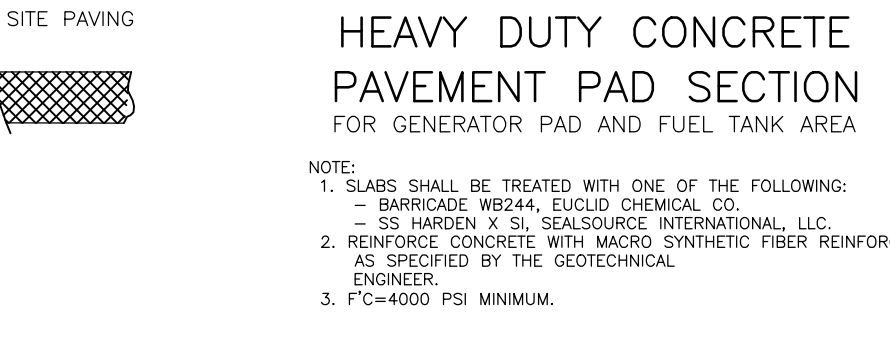 SITE PAVING
HEAVY DUTY CONCRETE
PAVEMENT PAD SECTION
FOR GENERATOR PAD AND FUEL TANK AREA
NOTE:
1. SLABS SHALL BE TREATED WITH ONE OF THE FOLLOWING:
– BARRICADE WB244, EUCLID CHEMICAL CO.
– SS HARDEN X SI, SEALSOURCE INTERNATIONAL, LLC.
2. REINFORCE CONCRETE WITH MACRO SYNTHETIC FIBER
AS SPECIFIED BY THE GEOTECHNICAL
ENGINEER.
3. F'C=4000 PSI MINIMUM.